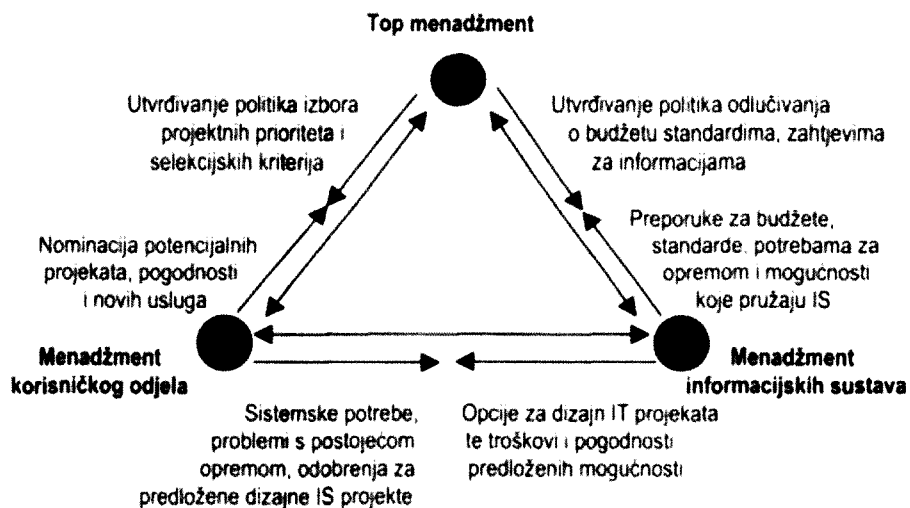 Top menadžment
Utvrđivanje politika izbora
projektnih prioriteta i
selekcijskih kriterija
Utvrđivanje politika odlučivanja
o budžetu standardima, zahtjevima
za informacijama
Nominacija potencijalnih
projekata, pogodnosti
i novih usluga
Preporuke za budžete,
standarde, potrebama za
opremom i mogućnosti
koje pružaju IS
Menadžment
korisničkog odjela
Menadžment
informacijskih sustava
Sistemske potrebe,
problemi s postojećom
opremom, odobrenja za
predložene dizajne IS projekte
Opcije za dizajn IT projekata
te troškovi i pogodnosti
predloženih mogućnosti